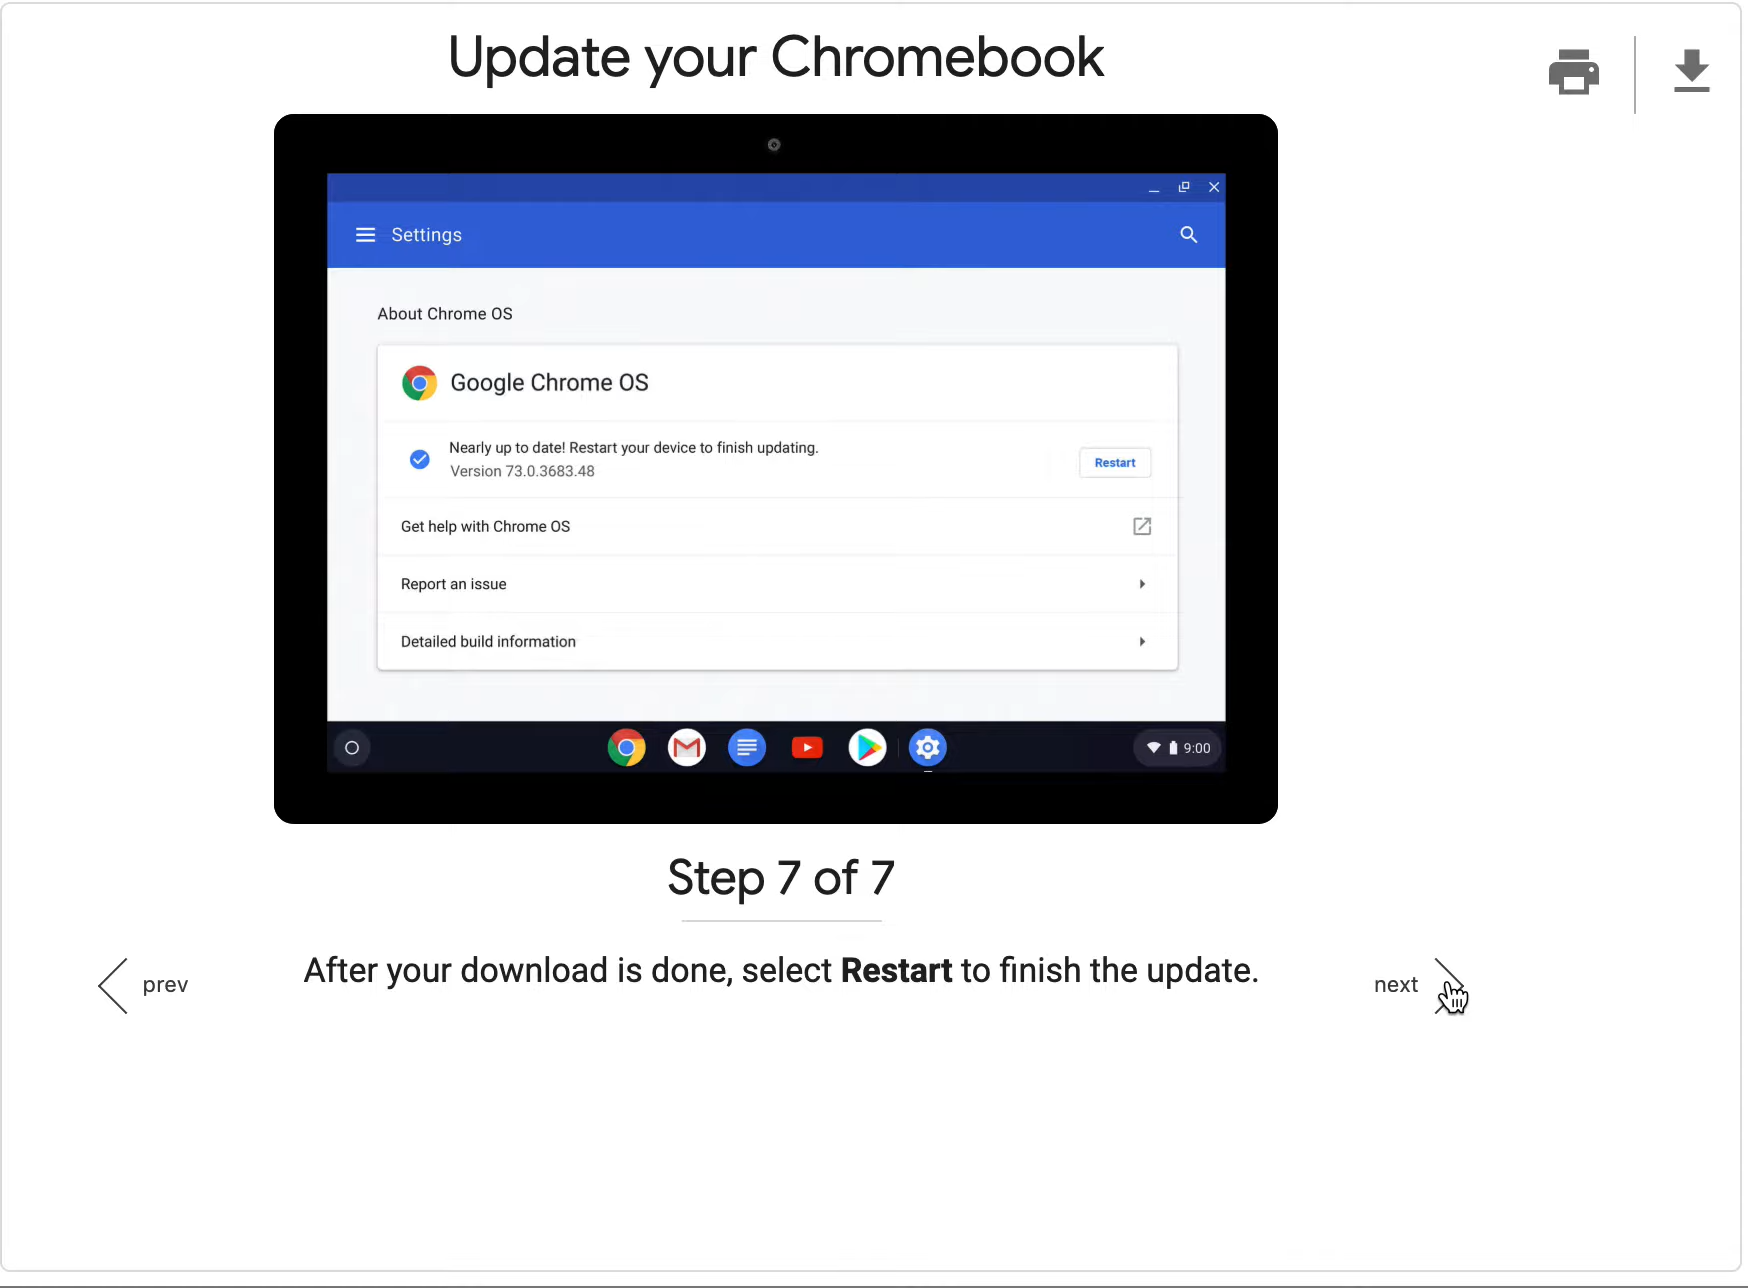 Update your Chromebook
Settings
About Chrome OS
Google Chrome OS
Nearly up to date! Restart your device to finish updating.
Version 73.0.3683.48
Restart
Get help with Chrome OS
Report an issue
Detailed build information
9:00
Step 7 of 7
prev
After your download is done, select Restart to finish the update.
next